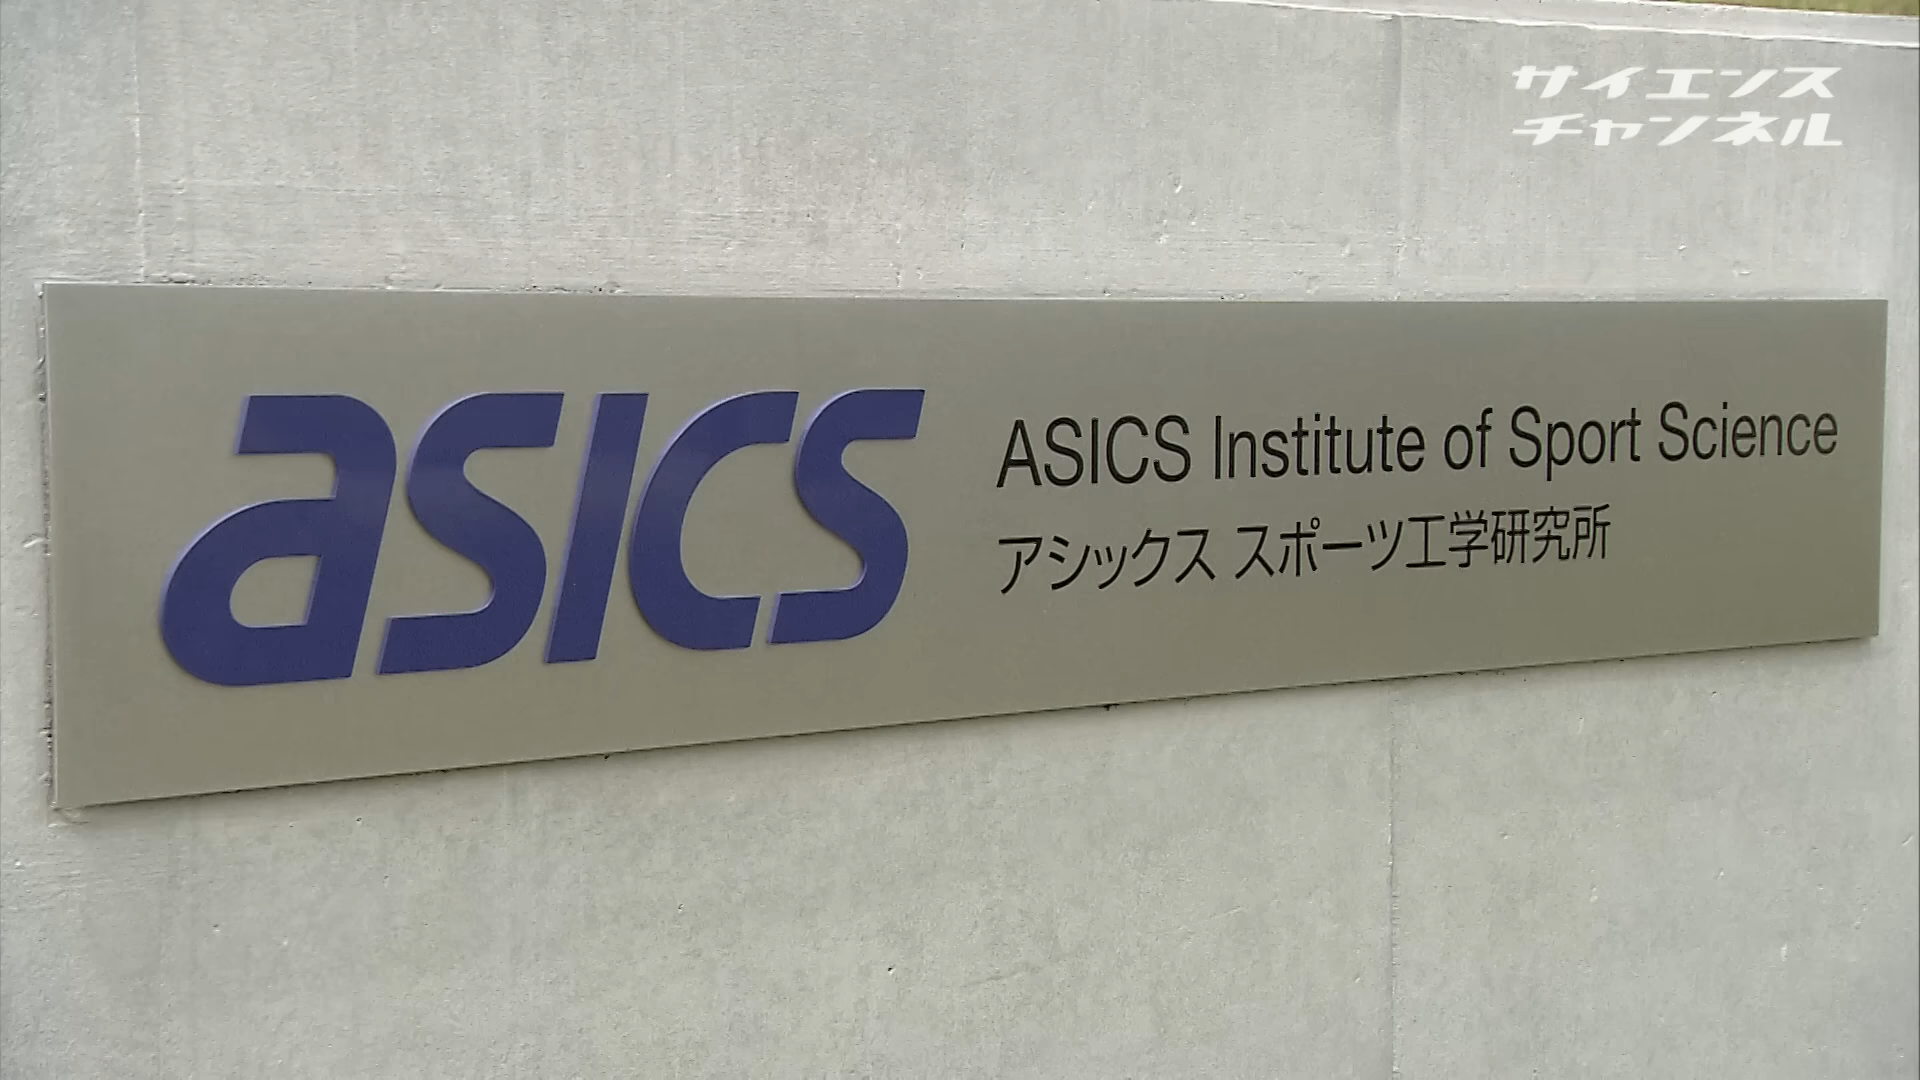 サイエンス
チャンネル
asics
ASICS Institute of Sport Science
アシックス スポーツ工学研究所